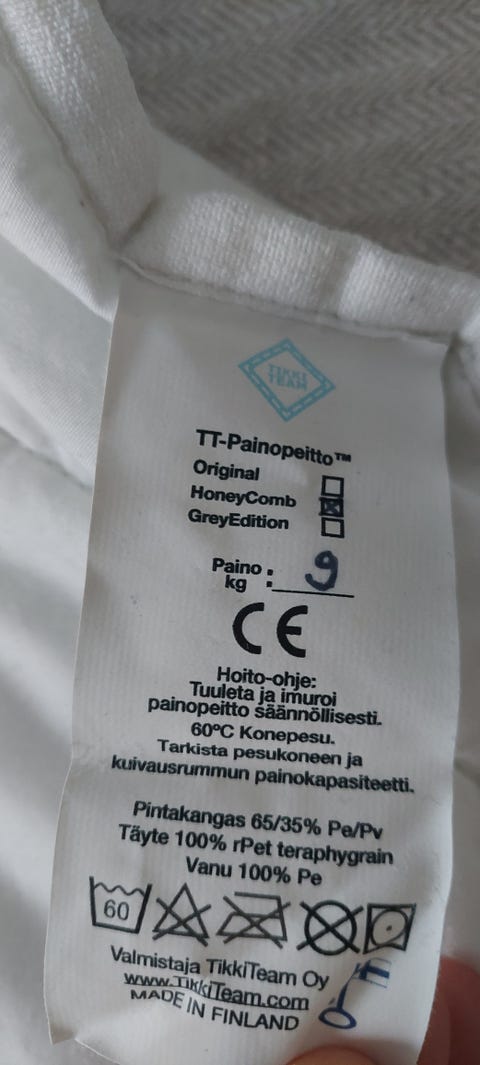 TIKKI
TEAM
TT-Painopeitto™
Original
HoneyComb
GreyEdition
Paino
kg : 9
CE
Hoito-ohje:
Tuuleta ja imuroi
painopeitto säännöllisesti.
60ºC Konepesu.
Tarkista pesukoneen ja
kuivausrummun painokapasiteetti.
Pintakangas 65/35% Pe/Pv
Täyte 100% rPet teraphygrain
Vanu 100% Pe
60
Valmistaja TikkiTeam Oy
www.TikkiTeam.com
MADE IN FINLAND